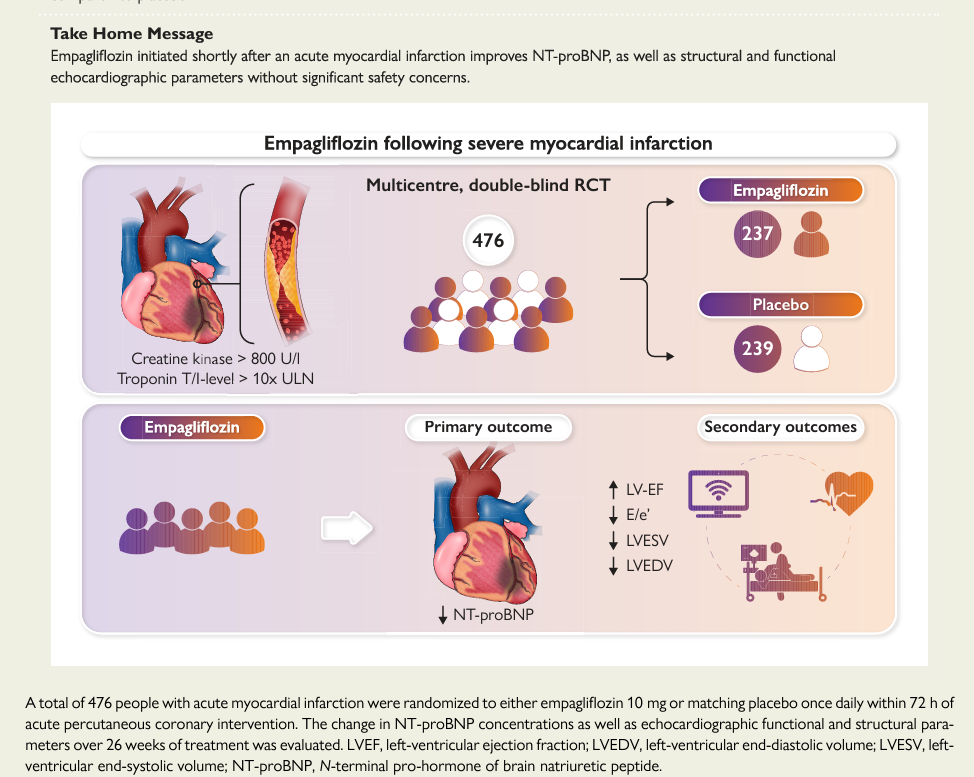 Take Home Message
Empagliflozin initiated shortly after an acute myocardial infarction improves NT-proBNP, as well as structural and functional
echocardiographic parameters without significant safety concerns.
Empagliflozin following severe myocardial infarction
Multicentre, double-blind RCT
476
Creatine kinase > 800 U/l
Troponin T/I-level > 10x ULN
Empagliflozin
237
Placebo
239
Empagliflozin
Primary outcome
↓ NT-proBNP
Secondary outcomes
↑ LV-EF
↓ E/e'
↓ LVESV
↓ LVEDV
A total of 476 people with acute myocardial infarction were randomized to either empagliflozin 10 mg or matching placebo once daily within 72 h of
acute percutaneous coronary intervention. The change in NT-proBNP concentrations as well as echocardiographic functional and structural para-
meters over 26 weeks of treatment was evaluated. LVEF, left-ventricular ejection fraction; LVEDV, left-ventricular end-diastolic volume; LVESV, left-
ventricular end-systolic volume; NT-proBNP, N-terminal pro-hormone of brain natriuretic peptide.